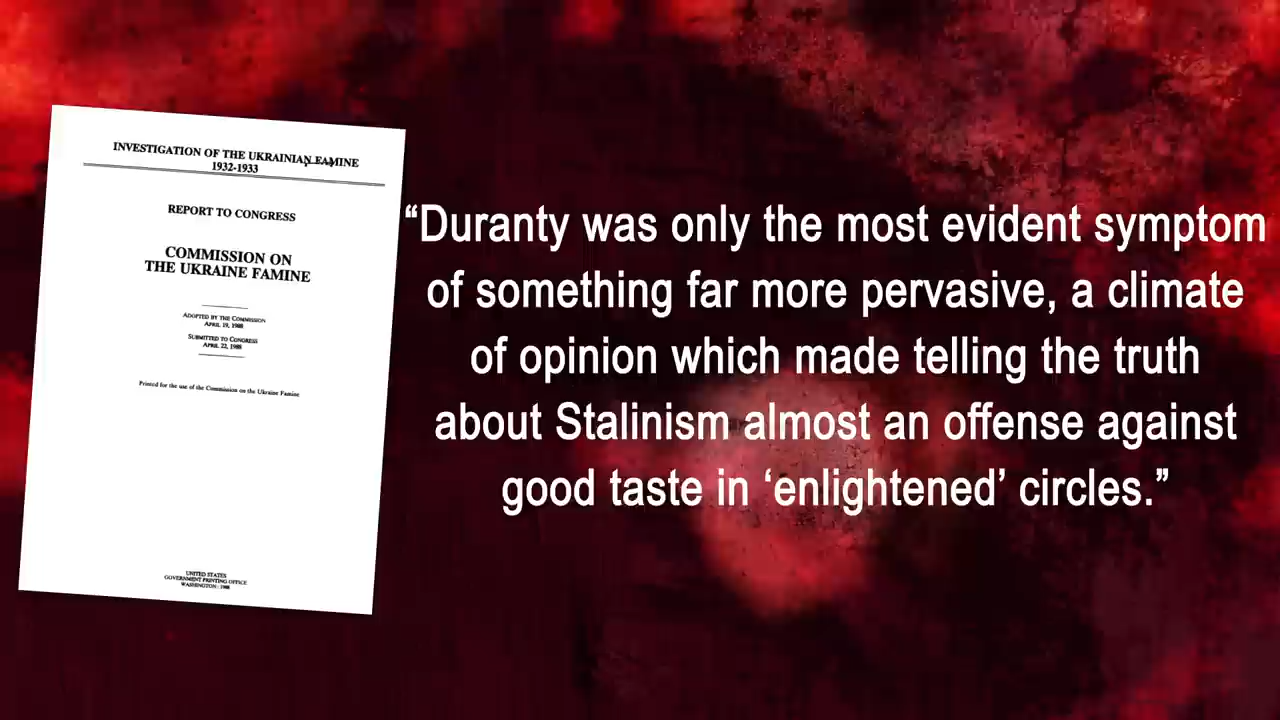 INVESTIGATION OF THE UKRAINIAN FAMINE
1932-1933
REPORT TO CONGRESS
COMMISSION ON
THE UKRAINE FAMINE
ADOPTED BY THE COMMISSION
APRIL 19, 1988
SUBMITTED TO CONGRESS
APRIL 22, 1988
Printed for the use of the Commission on the Ukraine Famine
UNITED STATES
GOVERNMENT PRINTING OFFICE
WASHINGTON : 1988
“Duranty was only the most evident symptom
of something far more pervasive, a climate
of opinion which made telling the truth
about Stalinism almost an offense against
good taste in ‘enlightened’ circles.”